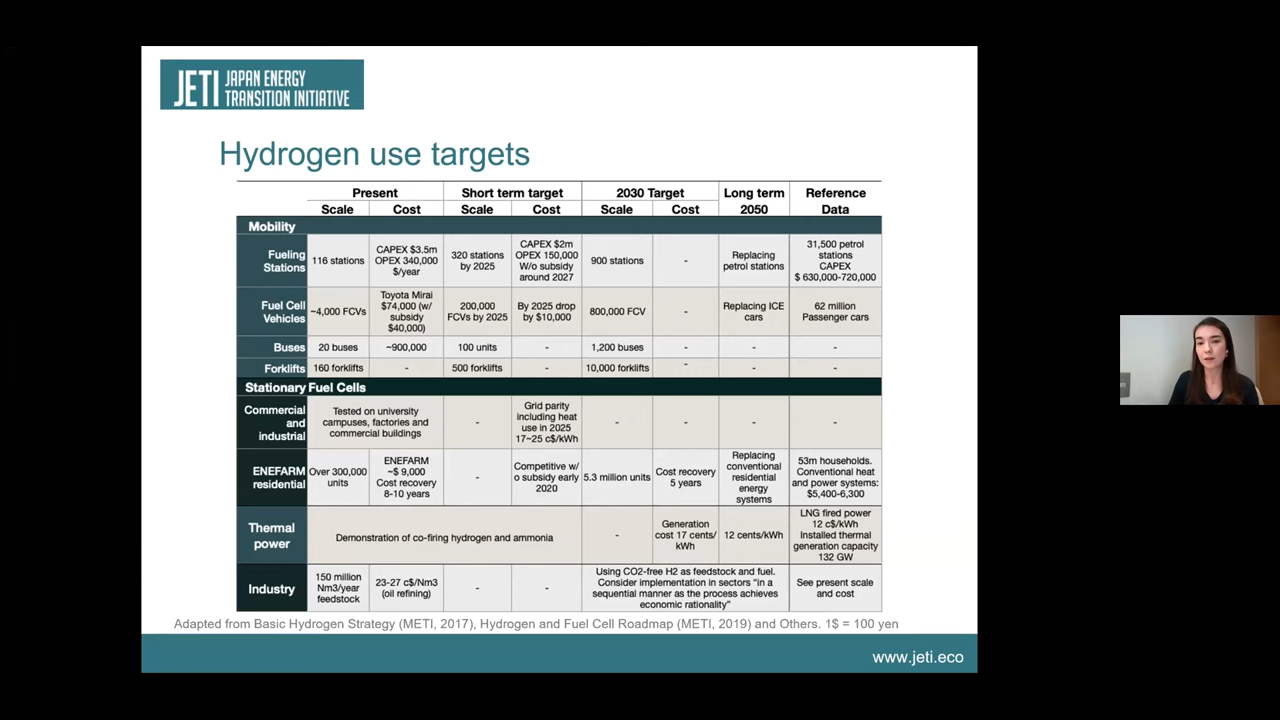 JETI JAPAN ENERGY
TRANSITION INITIATIVE
Hydrogen use targets
Present Short term target 2030 Target Long term Reference
Scale Cost Scale Cost Scale Cost 2050 Data
Mobility
Fueling Stations 116 stations CAPEX $3.5m OPEX 340,000 $/year 320 stations by 2025 CAPEX $2m OPEX 150,000 W/o subsidy around 2027 900 stations - Replacing petrol stations 31,500 petrol stations CAPEX $ 630,000-720,000
Fuel Cell Vehicles ~4,000 FCVs Toyota Mirai $74,000 (w/ subsidy $40,000) 200,000 FCVs by 2025 By 2025 drop by $10,000 800,000 FCV - Replacing ICE cars 62 million Passenger cars
Buses 20 buses ~900,000 100 units - 1,200 buses - - -
Forklifts 160 forklifts - 500 forklifts - 10,000 forklifts - - -
Stationary Fuel Cells
Commercial and industrial Tested on university campuses, factories and commercial buildings - Grid parity including heat use in 2025 17~25 c$/kWh - - - -
ENEFARM residential Over 300,000 units ENEFARM ~$ 9,000 Cost recovery 8-10 years - Competitive w/o subsidy early 2020 5.3 million units Cost recovery 5 years Replacing conventional residential energy systems 53m households. Conventional heat and power systems: $5,400-6,300
Thermal power Demonstration of co-firing hydrogen and ammonia - Generation cost 17 cents/kWh 12 cents/kWh LNG fired power 12 c$/kWh Installed thermal generation capacity 132 GW
Industry 150 million Nm3/year feedstock 23-27 c$/Nm3 (oil refining) - - Using CO2-free H2 as feedstock and fuel. Consider implementation in sectors “in a sequential manner as the process achieves economic rationality” See present scale and cost
Adapted from Basic Hydrogen Strategy (METI, 2017), Hydrogen and Fuel Cell Roadmap (METI, 2019) and Others. 1$ = 100 yen
www.jeti.eco